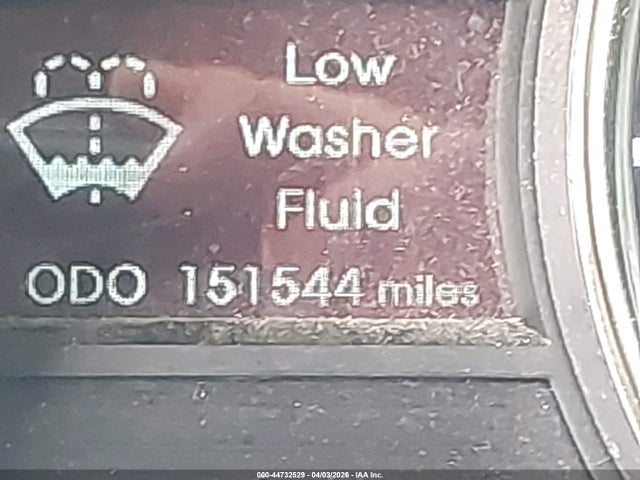 Low
Washer
Fluid
ODO 151544 miles
000-44732529 - 04/03/2026 - IAA Inc.